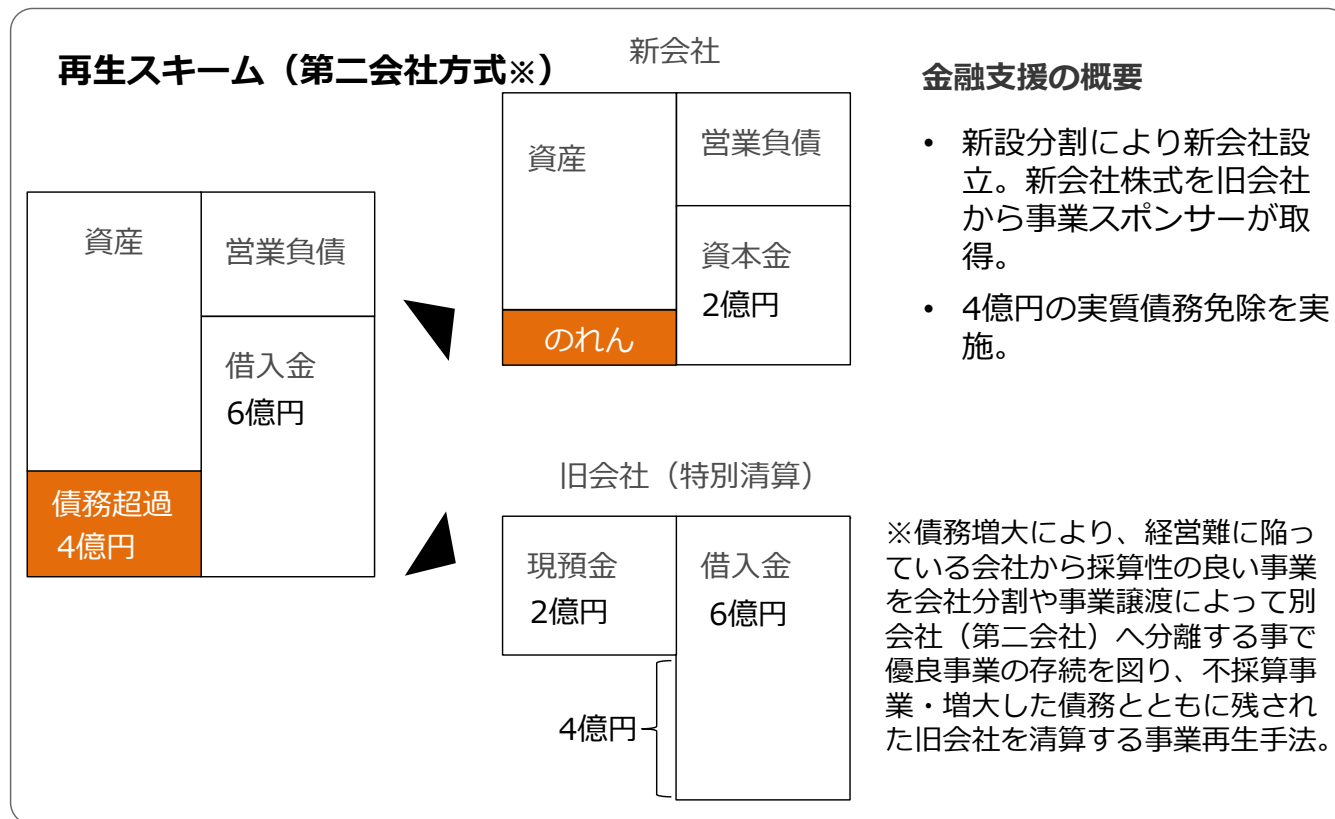 再生スキーム（第二会社方式※）
資産
営業負債
借入金
6億円
債務超過
4億円
新会社
資産
営業負債
資本金
2億円
のれん
旧会社（特別清算）
現預金
2億円
借入金
6億円
4億円
金融支援の概要
• 新設分割により新会社設
立。新会社株式を旧会社
から事業スポンサーが取
得。
• 4億円の実質債務免除を実
施。
※債務増大により、経営難に陥っ
ている会社から採算性の良い事業
を会社分割や事業譲渡によって別
会社（第二会社）へ分離する事で
優良事業の存続を図り、不採算事
業・増大した債務とともに残され
た旧会社を清算する事業再生手法。